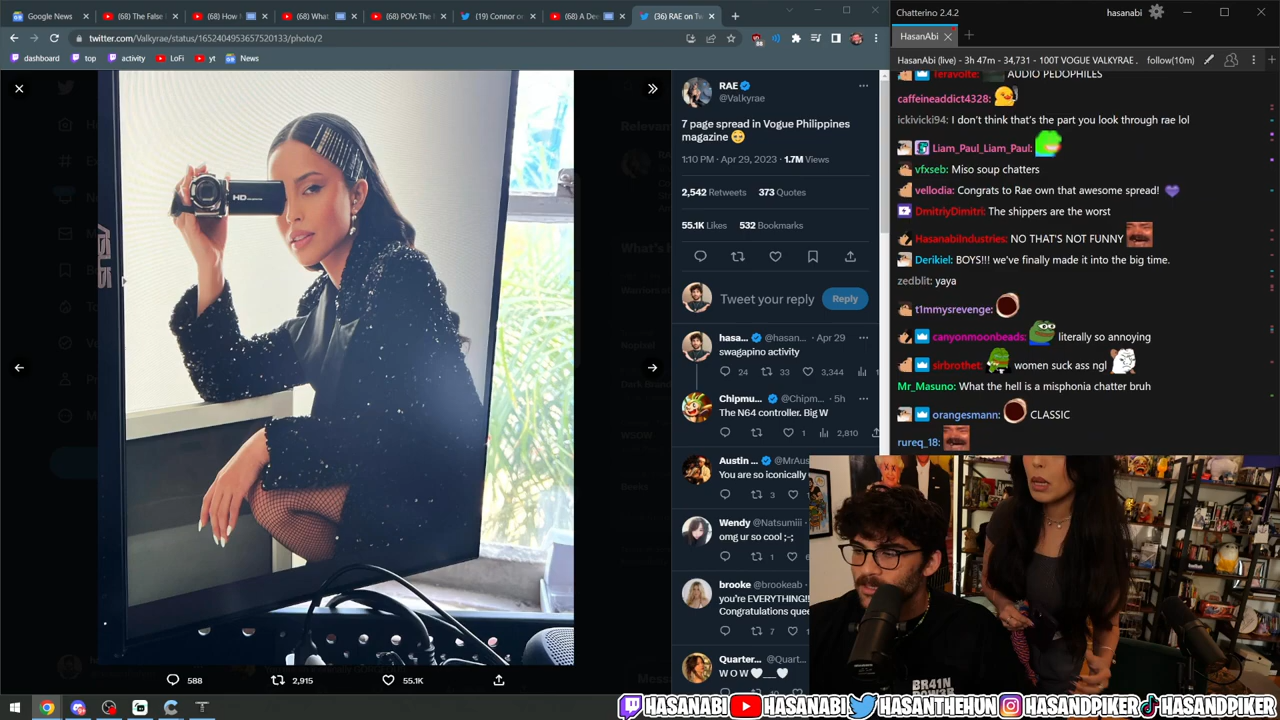 Google News
(68) The False
(68) How
(68) What
(68) POV: The
(19) Connor o
(68) A Dee
(36) RAE on Tw
twitter.com/Valkyrae/status/1652404953657520133/photo/2
dashboard
top
activity
LoFi
yt
News
HD
588
2,915
55.1K
RAE
@Valkyrae
7 page spread in Vogue Philippines
magazine 🥹
1:10 PM · Apr 29, 2023 · 1.7M Views
2,542 Retweets 373 Quotes
55.1K Likes 532 Bookmarks
Tweet your reply
Reply
hasa... @hasan... · Apr 29
swagapino activity
24 33 3,344
Chipmu... @Chipm... · 5h
The N64 controller. Big W
1 2,810
Austin ... @MrAus
You are so iconically
3
Wendy @Natsumiii
omg ur so cool ;-;
1
brooke @brookeab
you're EVERYTHING!!
Congratulations quee
7
Quarter... @Quart...
W O W 🤍___🤍
Chatterino 2.4.2
hasanabi
HasanAbi
HasanAbi (live) - 3h 47m - 34,731 - 100T VOGUE VALKYRAE .
follow(10m)
Teravolte: AUDIO PEDOPHILES
caffeineaddict4328:
ickivicki94: I don't think that's the part you look through rae lol
Liam_Paul_Liam_Paul:
vfxseb: Miso soup chatters
vellodia: Congrats to Rae own that awesome spread! 💜
DmitriyDimitri: The shippers are the worst
HasanabiIndustries: NO THAT'S NOT FUNNY
Derikiel: BOYS!!! we've finally made it into the big time.
zedblit: yaya
t1mmysrevenge:
canyonmoonbeads: literally so annoying
sirbrothet: women suck ass ngl
Mr_Masuno: What the hell is a misphonia chatter bruh
orangesmann: CLASSIC
rureq_18:
BR41N
POW3R
HASANABI
HASANABI
HASANTHEHUN
HASANDPIKER
HASANDPIKER